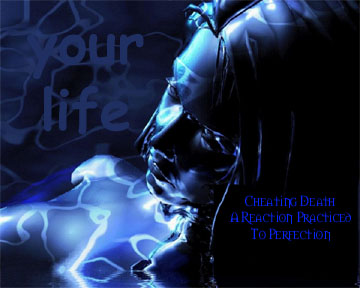 your
life
Cheating Death
A Reaction Practiced
To Perfection